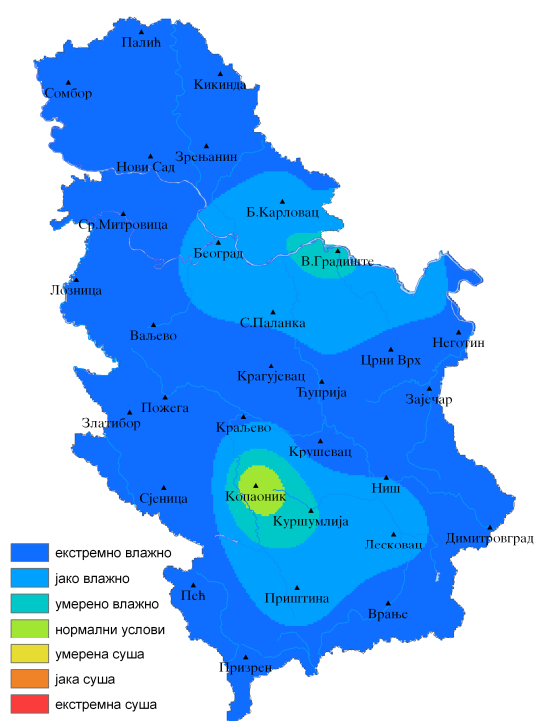 Палић
Кикинда
Сомбор
Зрењанин
Нови Сад
Б.Карловац
Ср.Митровица
Београд
В.Градиште
Лозница
С.Паланка
Ваљево
Неготин
Црни Врх
Крагујевац
Ћуприја
Зајечар
Пожега
Златибор
Краљево
Крушевац
Ниш
Сјеница
Копаоник
Куршумлија
Димитровград
Лесковац
Пећ
Приштина
Врање
Призрен
екстремно влажно
јако влажно
умерено влажно
нормални услови
умерена суша
јака суша
екстремна суша